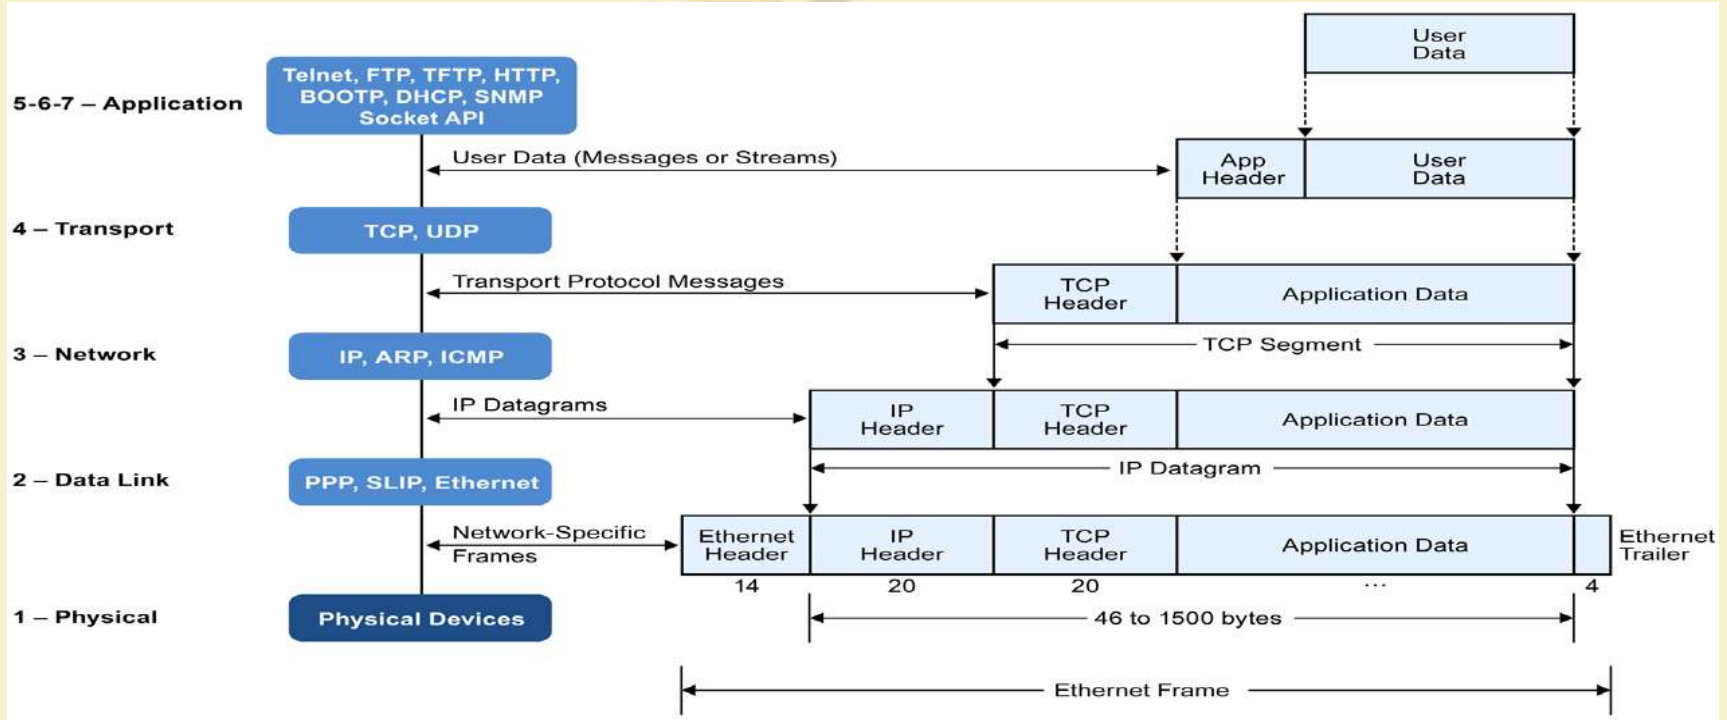 User
Data
5-6-7 – Application
Telnet, FTP, TFTP, HTTP,
BOOTP, DHCP, SNMP
Socket API
User Data (Messages or Streams)
App
Header
User
Data
4 – Transport
TCP, UDP
Transport Protocol Messages
TCP
Header
Application Data
TCP Segment
3 – Network
IP, ARP, ICMP
IP Datagrams
IP
Header
TCP
Header
Application Data
IP Datagram
2 – Data Link
PPP, SLIP, Ethernet
Network-Specific
Frames
Ethernet
Header
IP
Header
TCP
Header
Application Data
Ethernet
Trailer
14
20
20
...
4
1 – Physical
Physical Devices
46 to 1500 bytes
Ethernet Frame